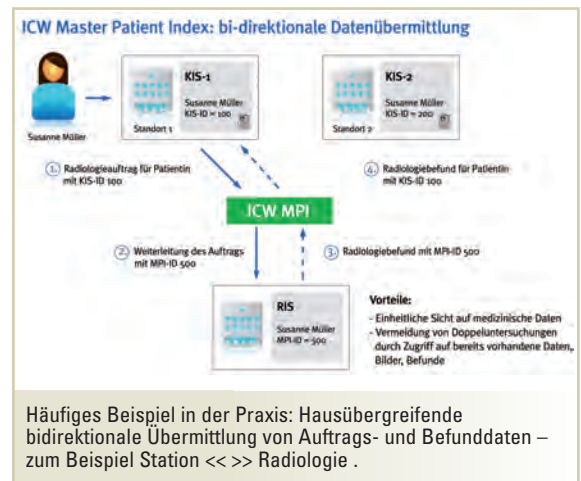 ICW Master Patient Index: bi-direktionale Datenübermittlung
KIS-1
Susanne Müller
KIS-ID = 100
Standort 1
Susanne Müller
KIS-2
Susanne Müller
KIS-ID = 200
Standort 2
1. Radiologieauftrag für Patientin
mit KIS-ID 100
4. Radiologiebefund für Patientin
mit KIS-ID 100
ICW MPI
2. Weiterleitung des Auftrags
mit MPI-ID 500
3. Radiologiebefund mit MPI-ID 500
RIS
Susanne Müller
MPI-ID = 500
Vorteile:
- Einheitliche Sicht auf medizinische Daten
- Vermeidung von Doppeluntersuchungen
durch Zugriff auf bereits vorhandene Daten,
Bilder, Befunde
Häufiges Beispiel in der Praxis: Hausübergreifende
bidirektionale Übermittlung von Auftrags- und Befunddaten –
zum Beispiel Station << >> Radiologie .